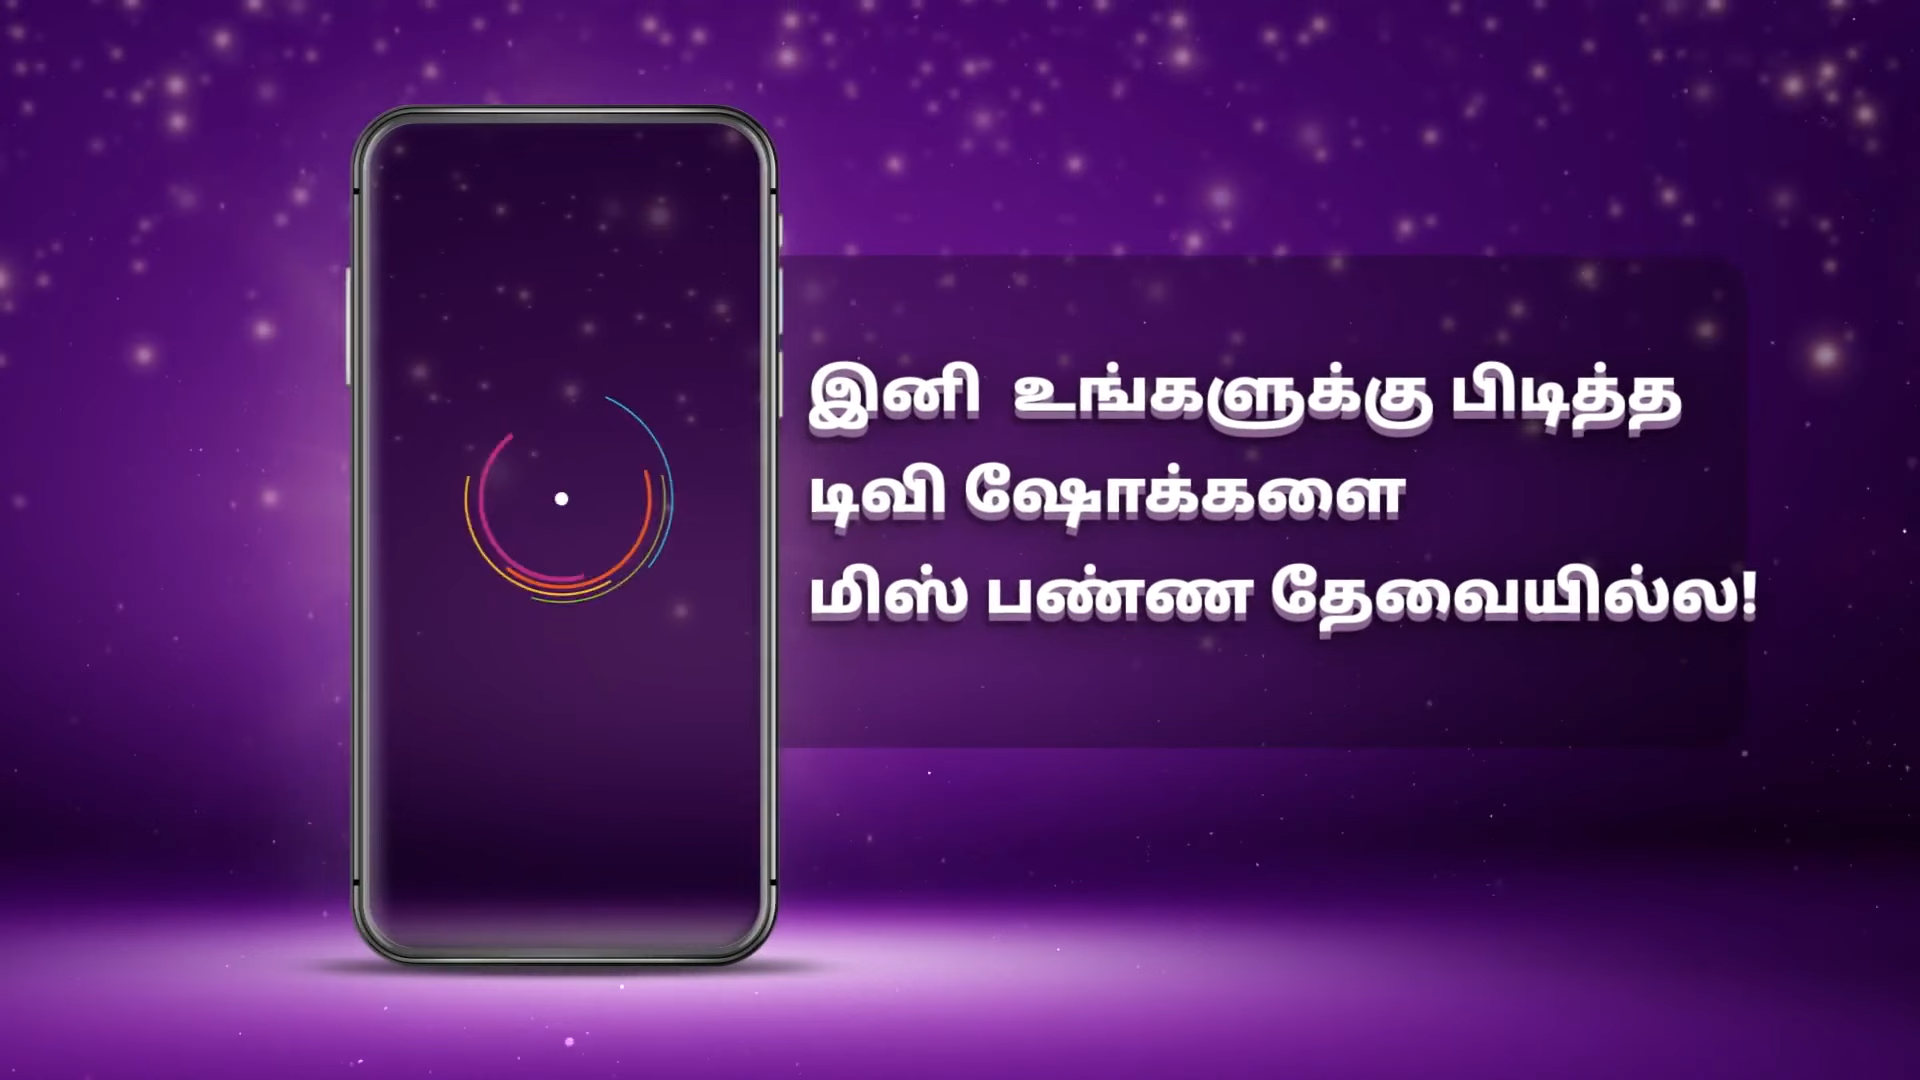 இனி உங்களுக்கு பிடித்த
டிவி ஷோக்களை
மிஸ் பண்ண தேவையில்ல!